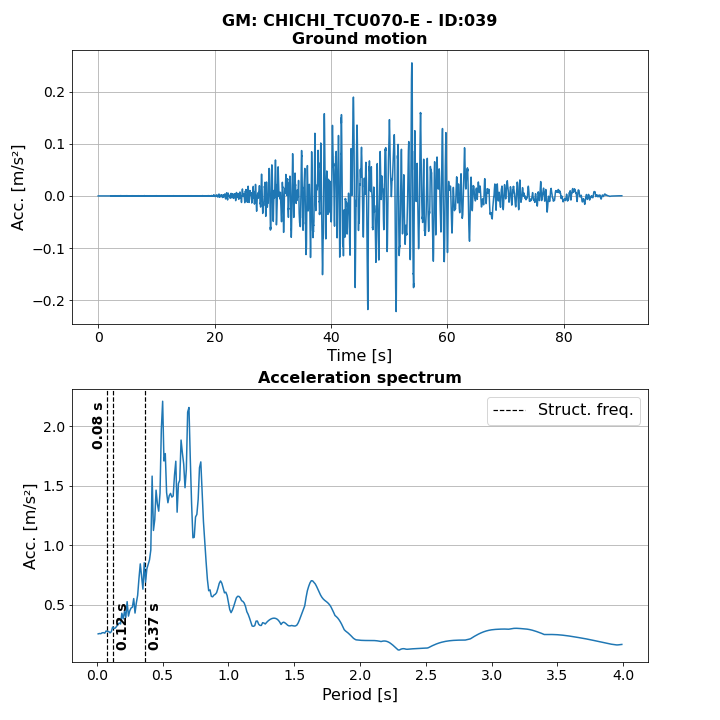 GM: CHICHI_TCU070-E - ID:039
Ground motion
0.2
0.1
0.0
−0.1
−0.2
Acc. [m/s²]
0 20 40 60 80
Time [s]
Acceleration spectrum
2.0
1.5
1.0
0.5
Acc. [m/s²]
0.08 s
0.12 s
0.37 s
Struct. freq.
0.0 0.5 1.0 1.5 2.0 2.5 3.0 3.5 4.0
Period [s]